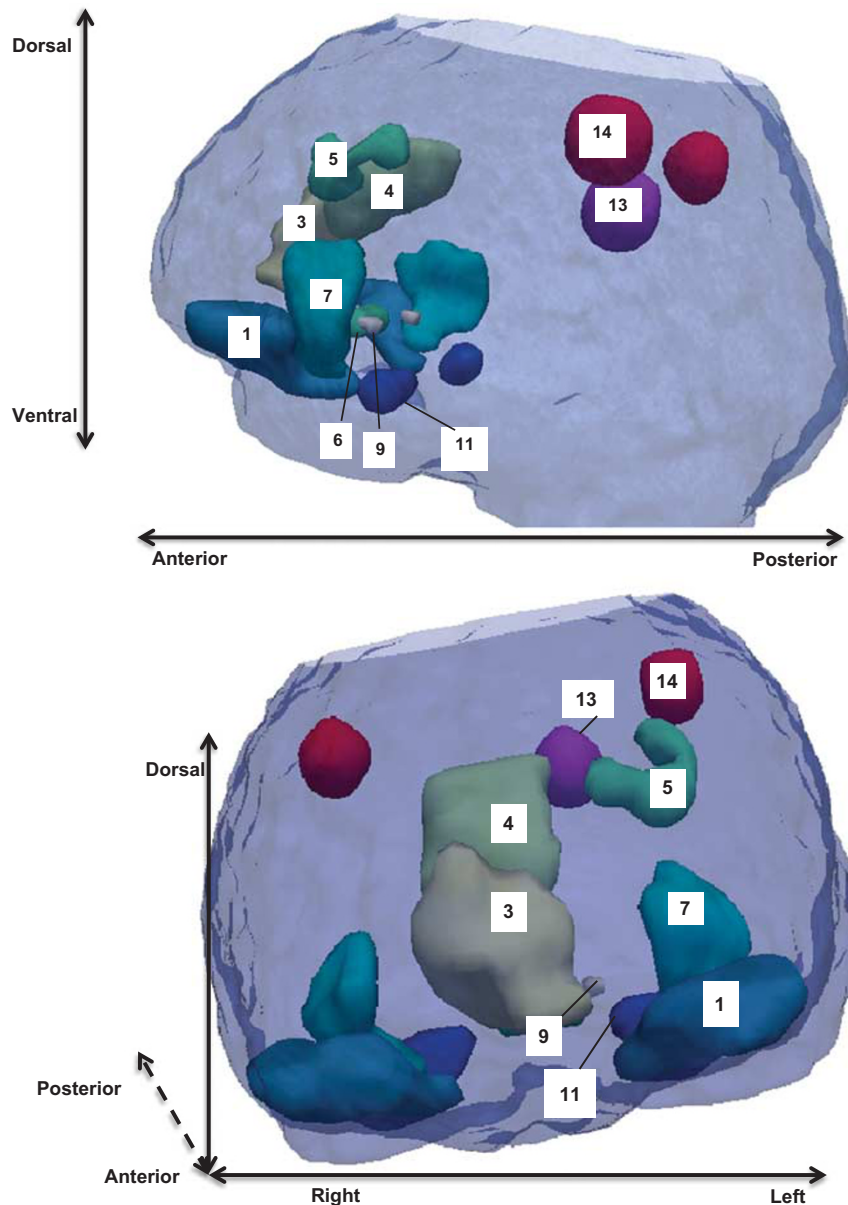 Dorsal
14
5
4
13
3
7
1
Ventral
6
9
11
Anterior
Posterior
14
13
Dorsal
5
4
7
3
1
9
11
Posterior
Anterior
Right
Left